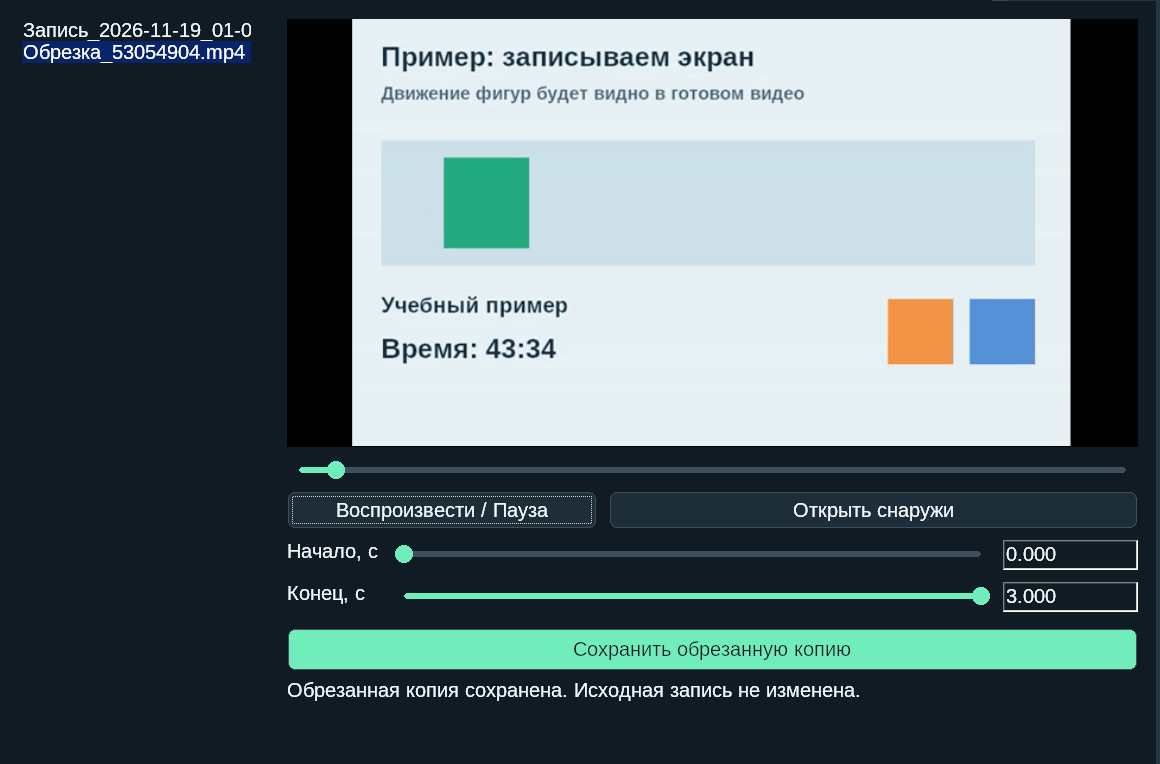 Запись_2026-11-19_01-0
Обрезка_53054904.mp4
Пример: записываем экран
Движение фигур будет видно в готовом видео
Учебный пример
Время: 43:34
Воспроизвести / Пауза
Открыть снаружи
Начало, с
0.000
Конец, с
3.000
Сохранить обрезанную копию
Обрезанная копия сохранена. Исходная запись не изменена.